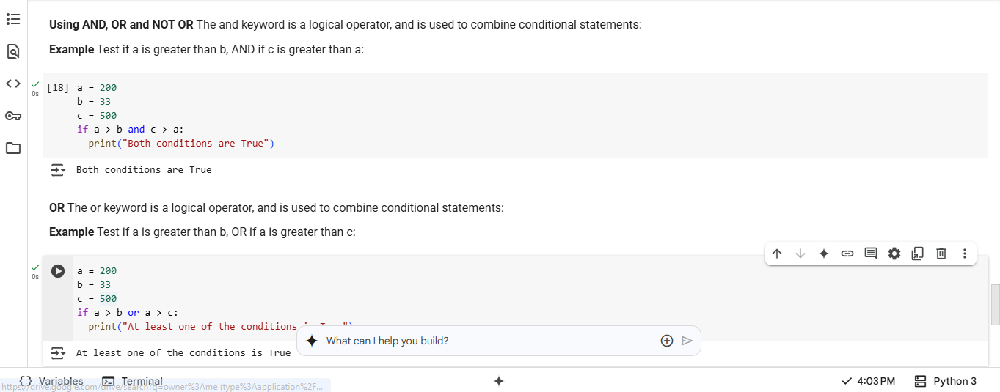 Using AND, OR and NOT OR The and keyword is a logical operator, and is used to combine conditional statements:
Example Test if a is greater than b, AND if c is greater than a:
0s
[18] a = 200
b = 33
c = 500
if a > b and c > a:
print("Both conditions are True")
Both conditions are True
OR The or keyword is a logical operator, and is used to combine conditional statements:
Example Test if a is greater than b, OR if a is greater than c:
0s
a = 200
b = 33
c = 500
if a > b or a > c:
print("At least one of the conditions is True")
What can I help you build?
At least one of the conditions is True
Variables Terminal 4:03 PM Python 3
https://drive.google.com/drive/search?q=owner%3Ame (type%3Aapplication%2F...